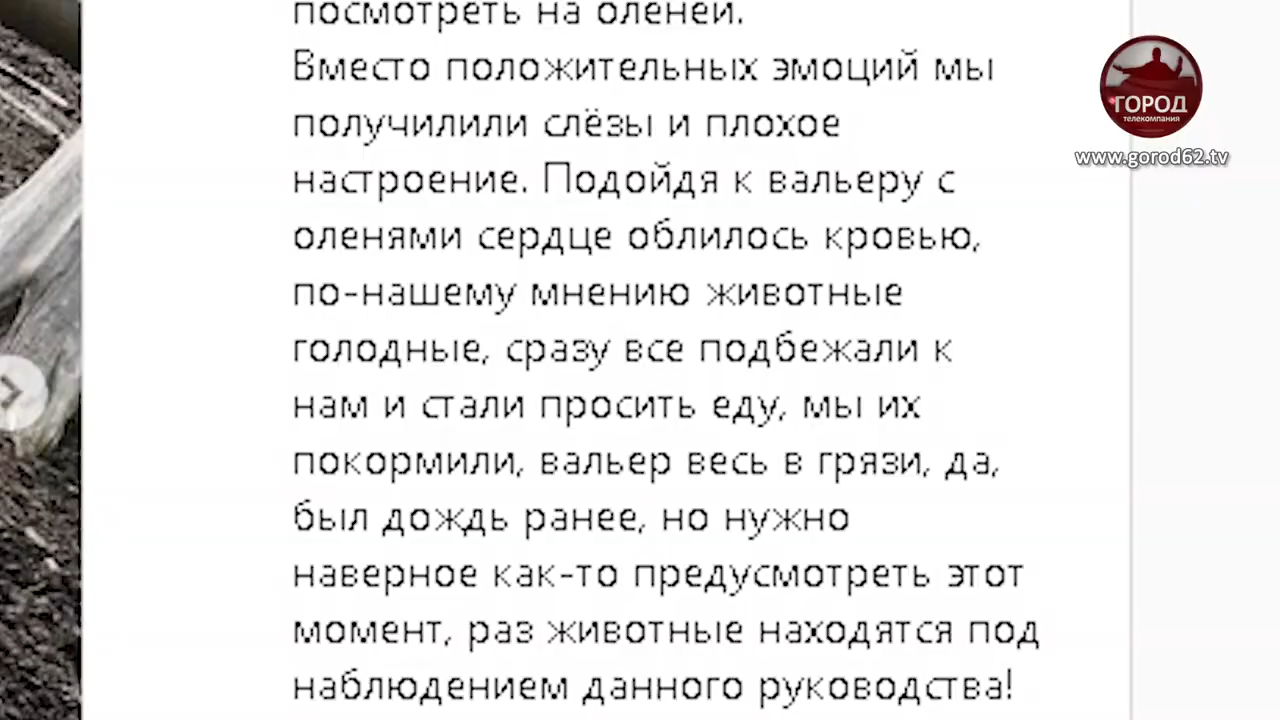 посмотреть на оленей.
Вместо положительных эмоций мы
получилили слёзы и плохое
настроение. Подойдя к вальеру с
оленями сердце облилось кровью,
по-нашему мнению животные
голодные, сразу все подбежали к
нам и стали просить еду, мы их
покормили, вальер весь в грязи, да,
был дождь ранее, но нужно
наверное как-то предусмотреть этот
момент, раз животные находятся под
наблюдением данного руководства!
ГОРОД
телекомпания
www.gorod62.tv